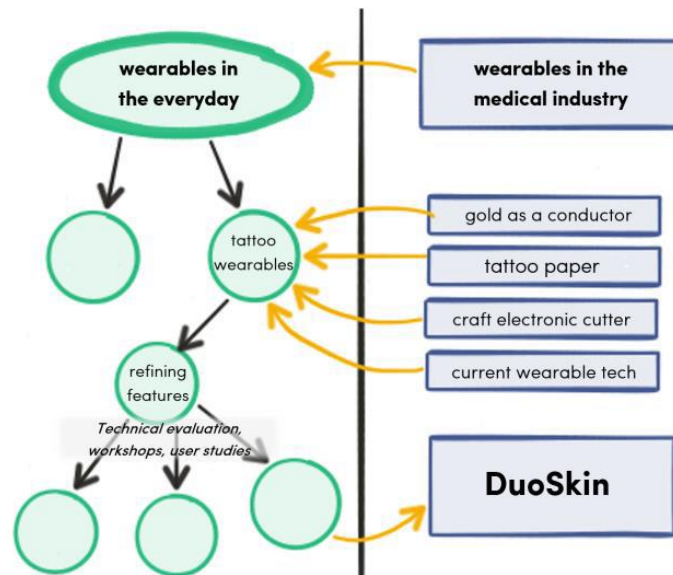 wearables in
the everyday
wearables in the
medical industry
gold as a conductor
tattoo
wearables
tattoo paper
craft electronic cutter
current wearable tech
refining
features
Technical evaluation,
workshops, user studies
DuoSkin